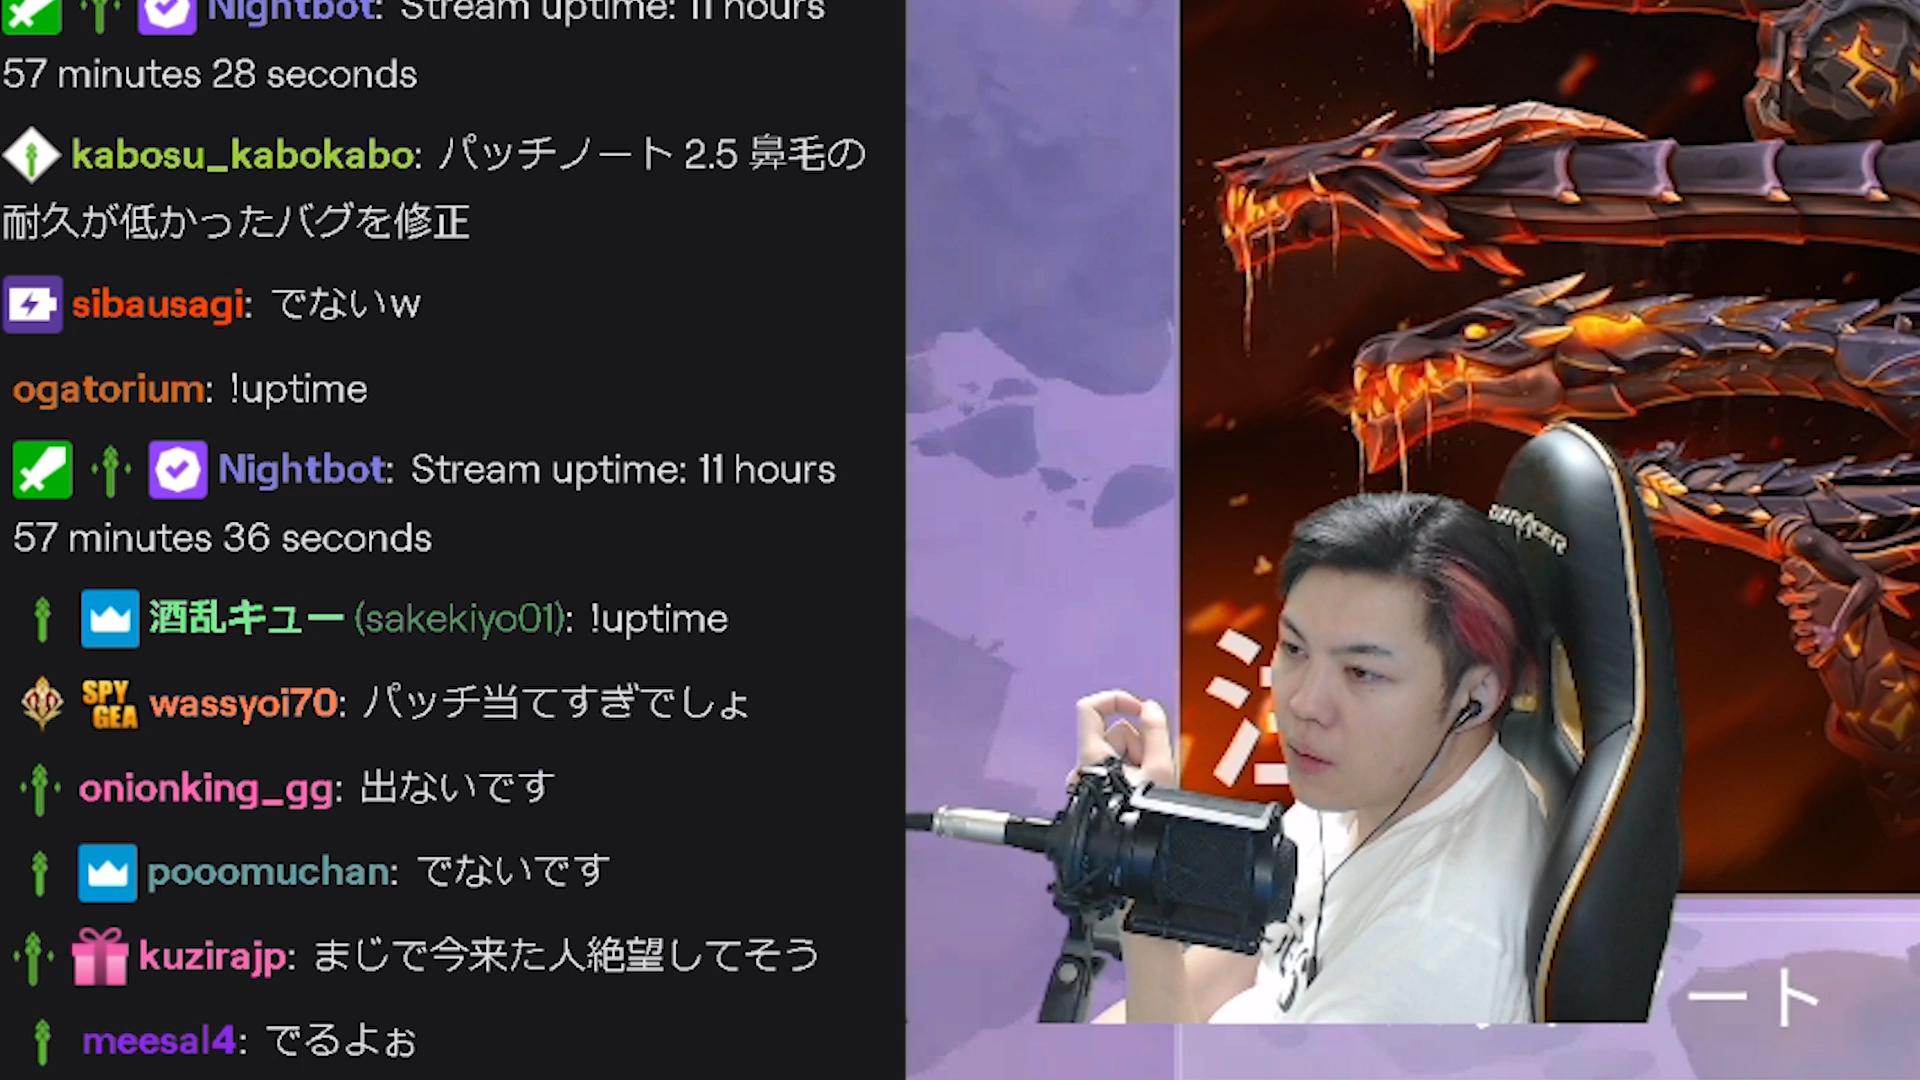 Nightbot: Stream uptime: 11 hours
57 minutes 28 seconds
kabosu_kabokabo: パッチノート 2.5 鼻毛の
耐久が低かったバグを修正
sibausagi: でないw
ogatorium: !uptime
Nightbot: Stream uptime: 11 hours
57 minutes 36 seconds
酒乱キュー (sakekiyo01): !uptime
SPY
GEA
wassyoi70: パッチ当てすぎでしょ
onionking_gg: 出ないです
pooomuchan: でないです
kuzirajp: まじで今来た人絶望してそう
meesal4: でるよぉ
DXRACER
ート